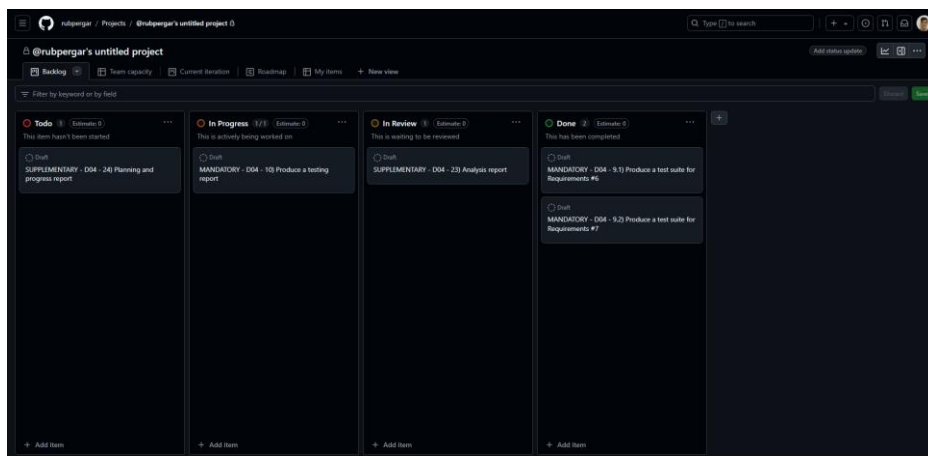 rubpergar / Projects / @rubpergar's untitled project
Type / to search
@rubpergar's untitled project
Add status update
Backlog
Team capacity
Current iteration
Roadmap
My items
+ New view
Filter by keyword or by field
Discard
Save
Todo 1 Estimate: 0
This item hasn't been started
Draft
SUPPLEMENTARY - D04 - 24) Planning and
progress report
+ Add item
In Progress 1 / 1 Estimate: 0
This is actively being worked on
Draft
MANDATORY - D04 - 10) Produce a testing
report
+ Add item
In Review 1 Estimate: 0
This is waiting to be reviewed
Draft
SUPPLEMENTARY - D04 - 23) Analysis report
+ Add item
Done 2 Estimate: 0
This has been completed
Draft
MANDATORY - D04 - 9.1) Produce a test suite for
Requirements #6
Draft
MANDATORY - D04 - 9.2) Produce a test suite for
Requirements #7
+ Add item